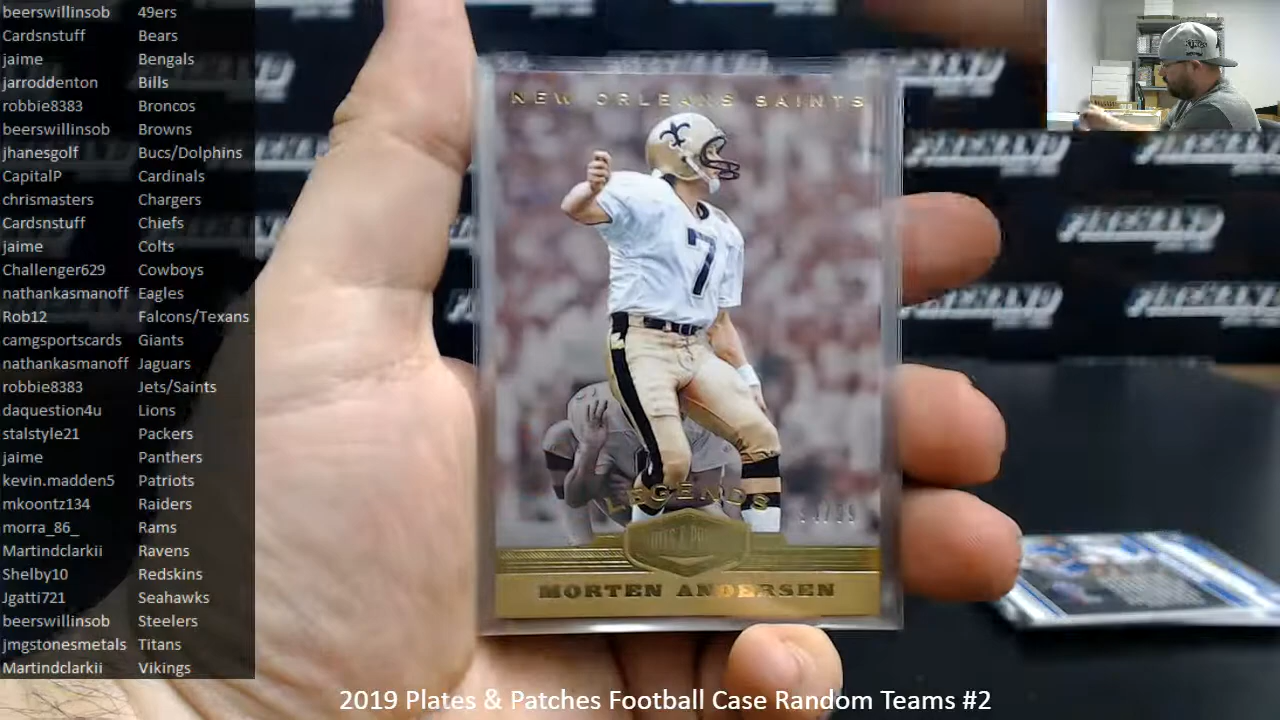 beerswillinsob 49ers
Cardsnstuff Bears
jaime Bengals
jarroddenton Bills
robbie8383 Broncos
beerswillinsob Browns
jhanesgolf Bucs/Dolphins
CapitalP Cardinals
chrismasters Chargers
Cardsnstuff Chiefs
jaime Colts
Challenger629 Cowboys
nathankasmanoff Eagles
Rob12 Falcons/Texans
camgsportscards Giants
nathankasmanoff Jaguars
robbie8383 Jets/Saints
daquestion4u Lions
stalstyle21 Packers
jaime Panthers
kevin.madden5 Patriots
mkoontz134 Raiders
morra_86_ Rams
Martindclarkii Ravens
Shelby10 Redskins
Jgatti721 Seahawks
beerswillinsob Steelers
jmgstonesmetals Titans
Martindclarkii Vikings
NEW ORLEANS SAINTS
7
LEGENDS
MORTEN ANDERSEN
2019 Plates & Patches Football Case Random Teams #2